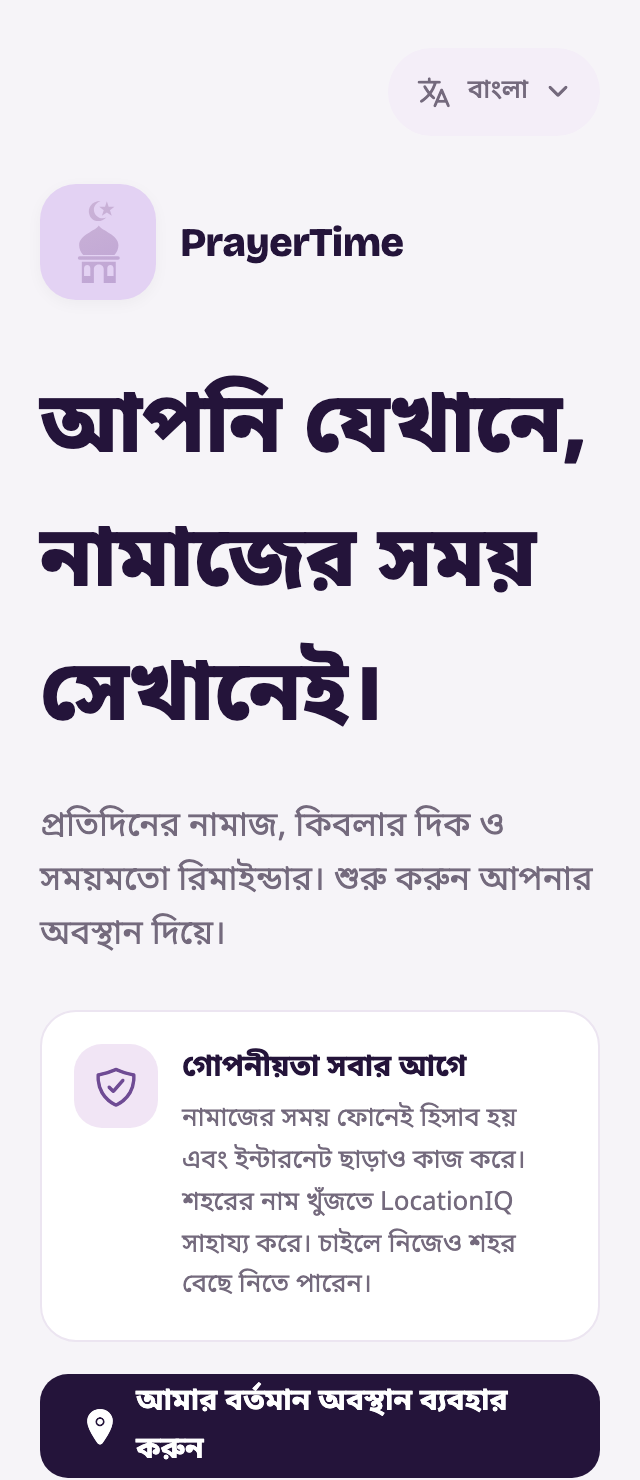 বাংলা
PrayerTime
আপনি যেখানে,
নামাজের সময়
সেখানেই।
প্রতিদিনের নামাজ, কিবলার দিক ও
সময়মতো রিমাইন্ডার। শুরু করুন আপনার
অবস্থান দিয়ে।
গোপনীয়তা সবার আগে
নামাজের সময় ফোনেই হিসাব হয়
এবং ইন্টারনেট ছাড়াও কাজ করে।
শহরের নাম খুঁজতে LocationIQ
সাহায্য করে। চাইলে নিজেও শহর
বেছে নিতে পারেন।
আমার বর্তমান অবস্থান ব্যবহার
করুন